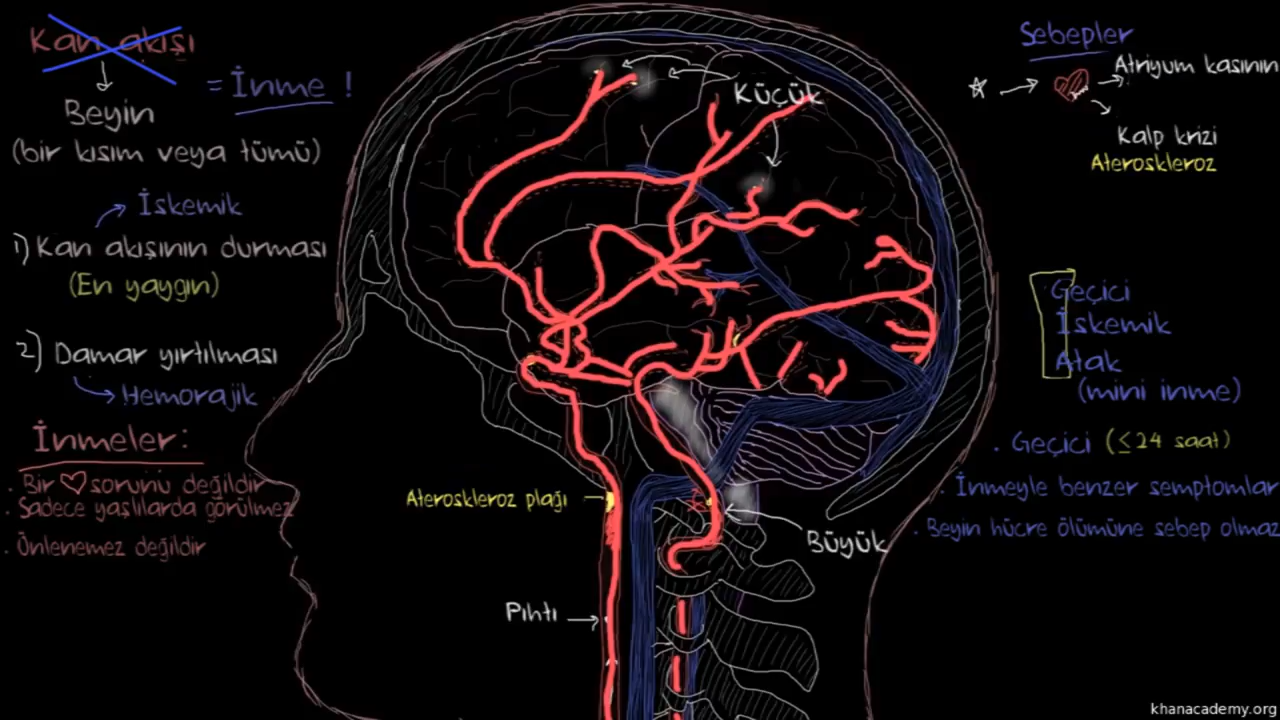 Kan akışı
Beyin
= İnme !
(bir kısım veya tümü)
İskemik
1) Kan akışının durması
(En yaygın)
2) Damar yırtılması
Hemorajik
İnmeler:
. Bir sorunu değildir
. Sadece yaşlılarda görülmez
. Önlenemez değildir
Küçük
Ateroskleroz plağı
Pıhtı
Büyük
Sebepler
Atriyum kasının
Kalp krizi
Ateroskleroz
Geçici
İskemik
Atak
(mini inme)
. Geçici (≤24 saat)
. İnmeyle benzer semptomlar
. Beyin hücre ölümüne sebep olmaz
khanacademy.org